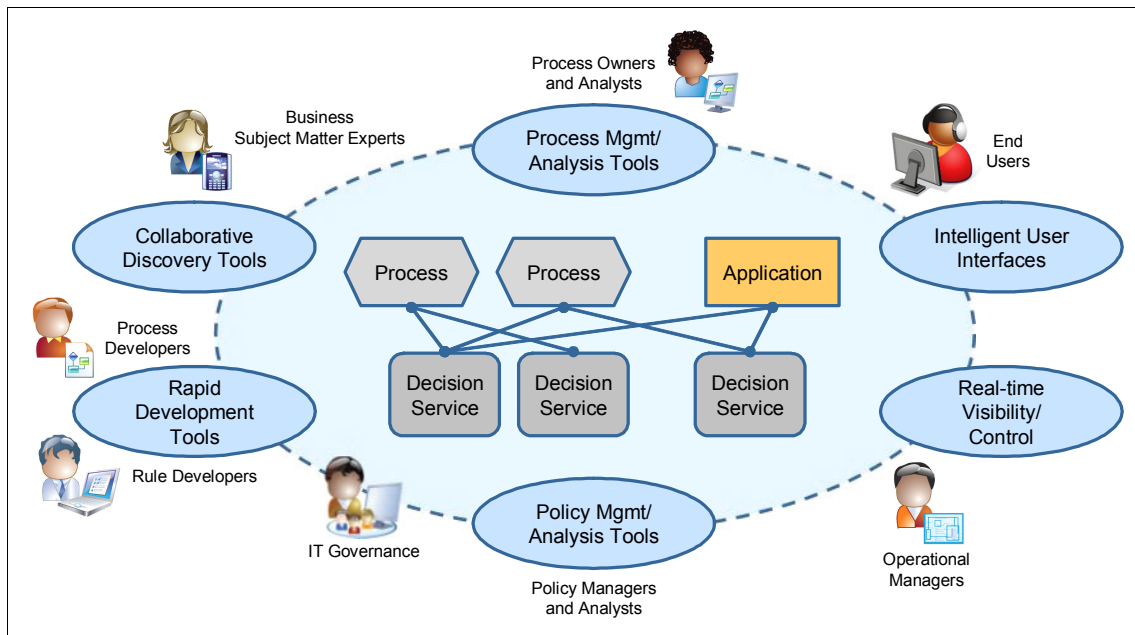 Process Owners
and Analysts
Business
Subject Matter Experts
Process Mgmt/
Analysis Tools
End
Users
Collaborative
Discovery Tools
Intelligent User
Interfaces
Process
Process
Application
Process
Developers
Decision
Service
Decision
Service
Decision
Service
Rapid
Development
Tools
Real-time
Visibility/
Control
Rule Developers
Policy Mgmt/
Analysis Tools
IT Governance
Operational
Managers
Policy Managers
and Analysts